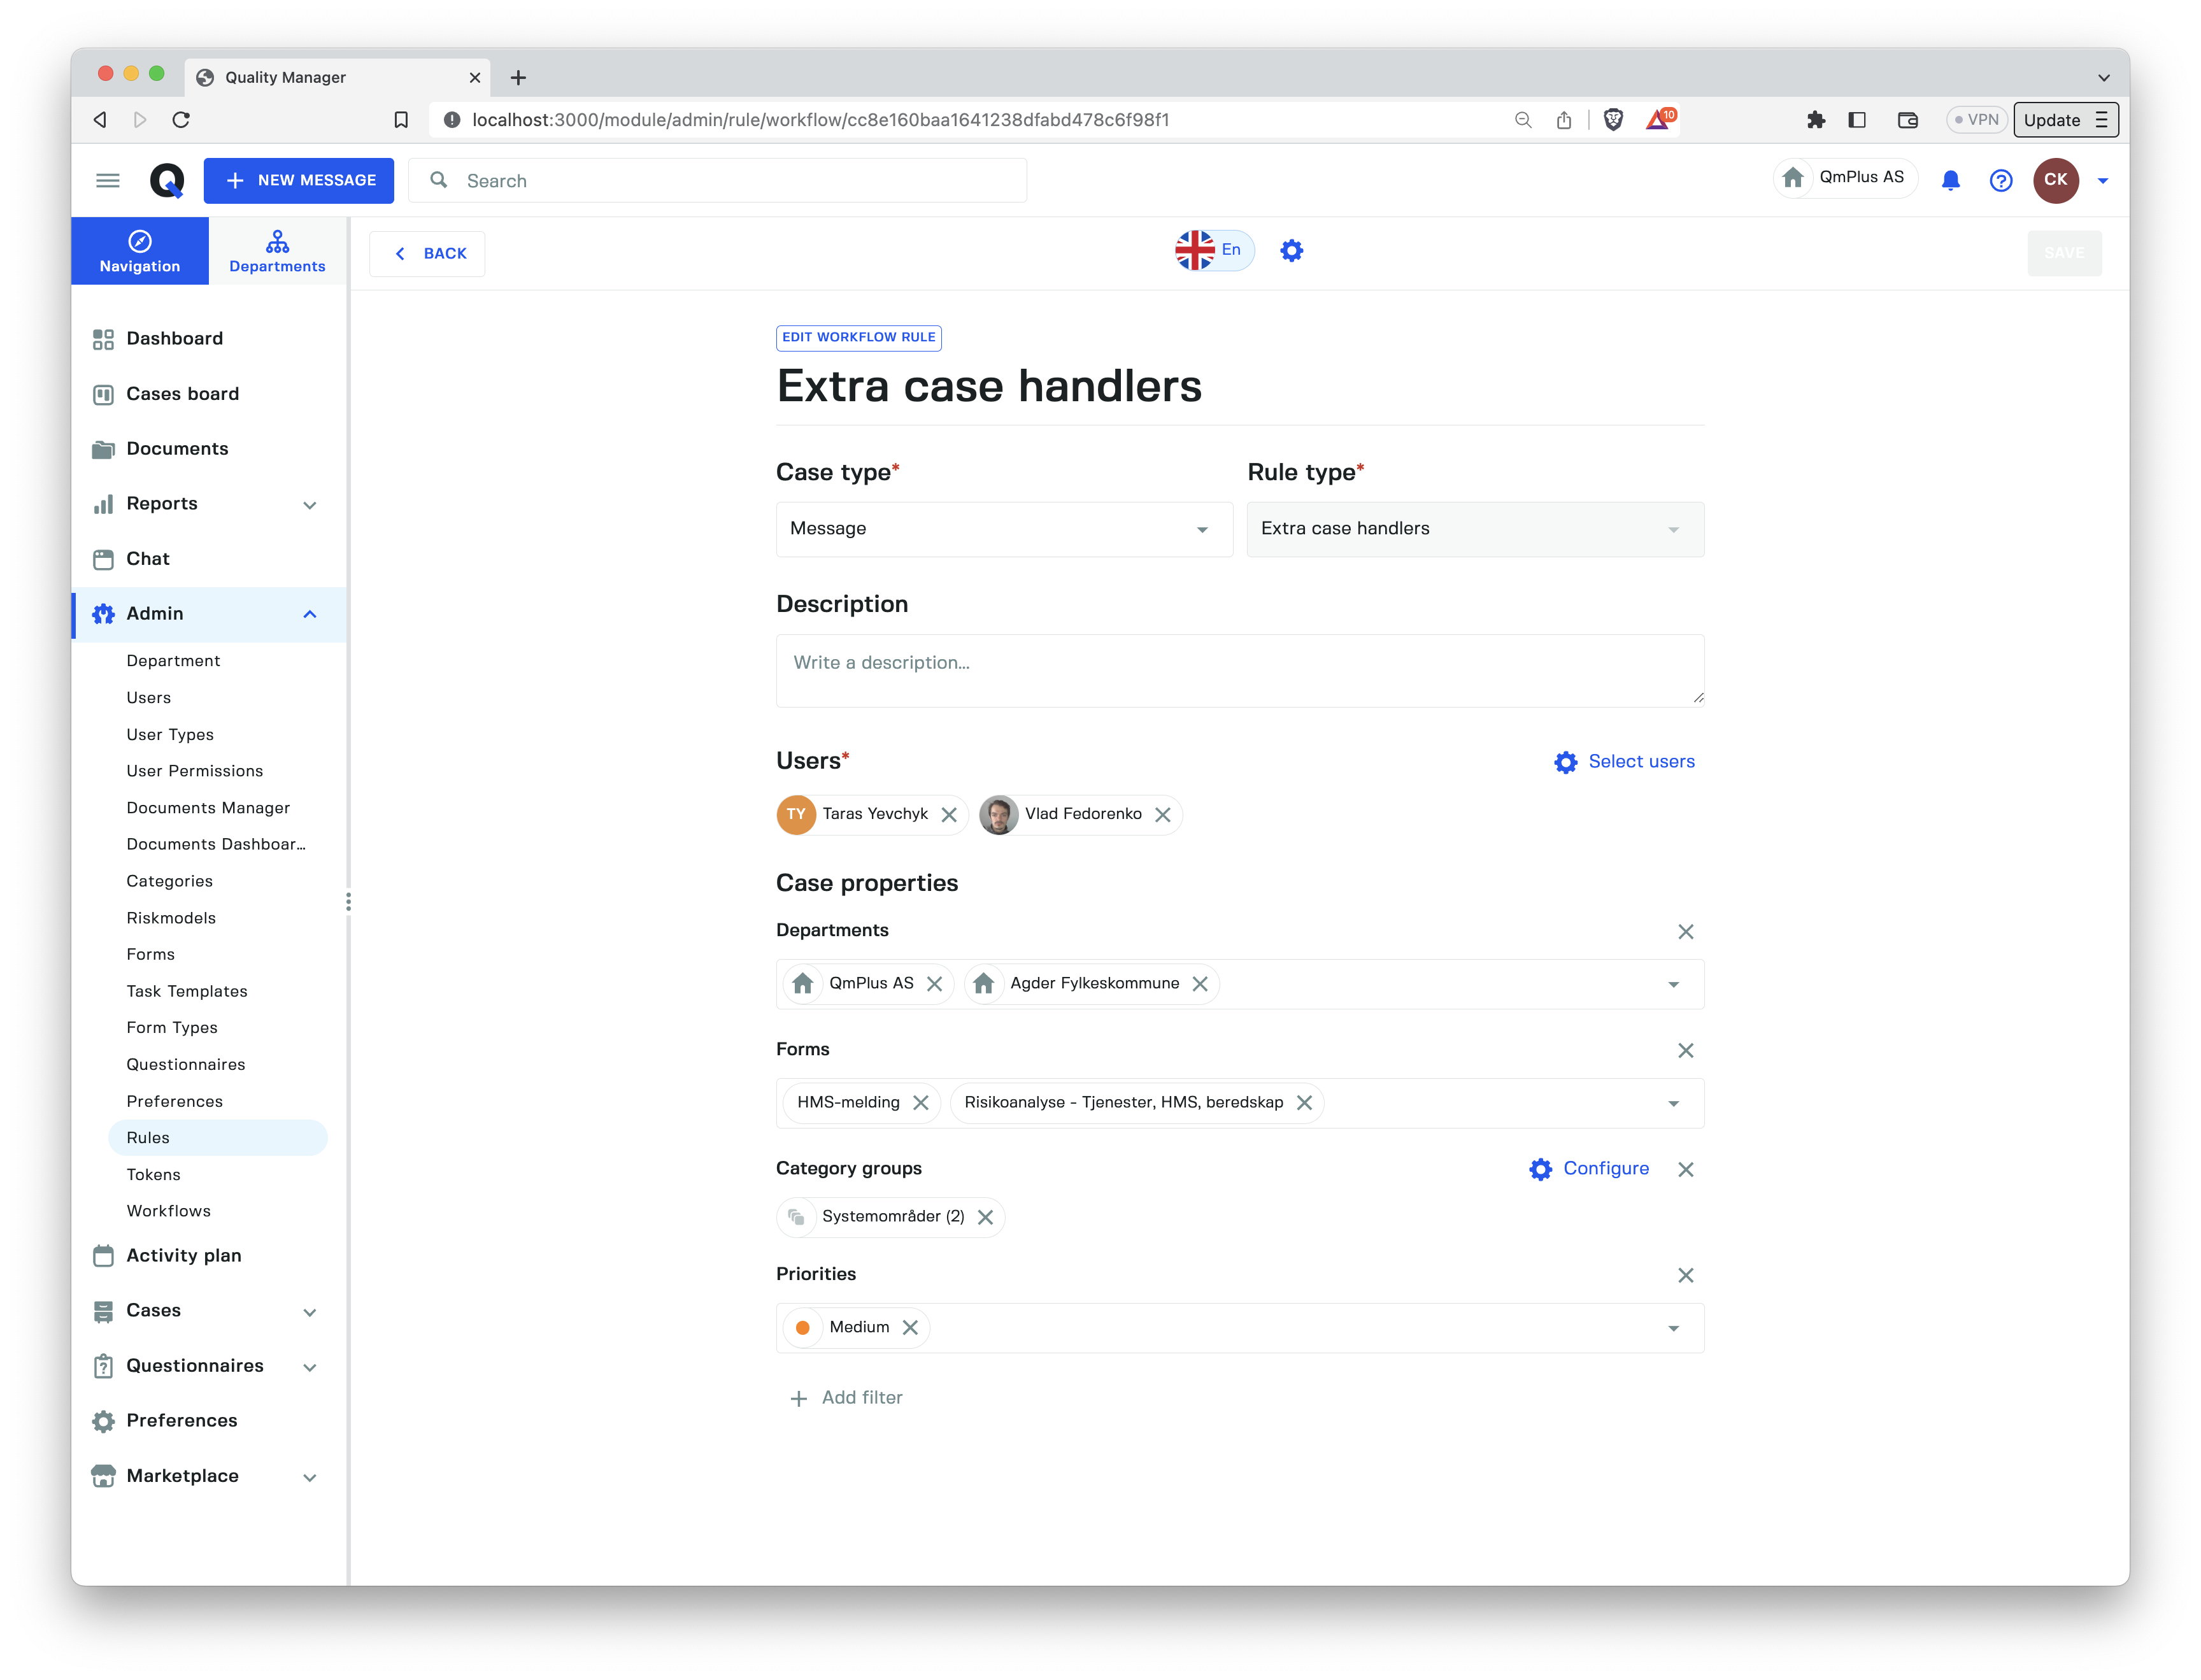 Quality Manager
localhost:3000/module/admin/rule/workflow/cc8e160baa1641238dfabd478c6f98f1
10
VPN
Update
NEW MESSAGE
Search
QmPlus AS
CK
Navigation
Departments
BACK
En
SAVE
Dashboard
Cases board
Documents
Reports
Chat
Admin
Department
Users
User Types
User Permissions
Documents Manager
Documents Dashboar...
Categories
Riskmodels
Forms
Task Templates
Form Types
Questionnaires
Preferences
Rules
Tokens
Workflows
Activity plan
Cases
Questionnaires
Preferences
Marketplace
EDIT WORKFLOW RULE
Extra case handlers
Case type*
Rule type*
Message
Extra case handlers
Description
Write a description...
Users*
Select users
TY
Taras Yevchyk
Vlad Fedorenko
Case properties
Departments
QmPlus AS
Agder Fylkeskommune
Forms
HMS-melding
Risikoanalyse - Tjenester, HMS, beredskap
Category groups
Configure
Systemområder (2)
Priorities
Medium
Add filter